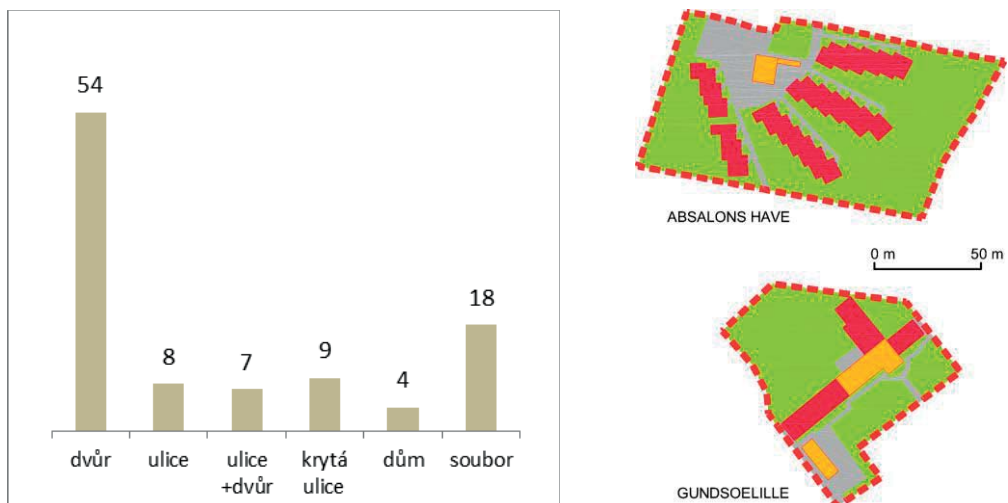 54
8
7
9
4
18
dvůr
ulice
ulice
+dvůr
krytá
ulice
dům
soubor
ABSALONS HAVE
0 m 50 m
GUNDSOELILLE